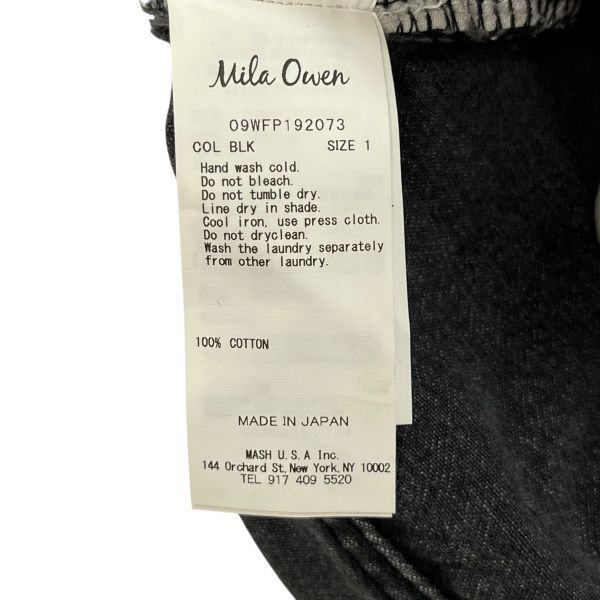 Mila Owen
09WFP192073
COL BLK SIZE 1
Hand wash cold.
Do not bleach.
Do not tumble dry.
Line dry in shade.
Cool iron, use press cloth.
Do not dryclean.
Wash the laundry separately
from other laundry.
100% COTTON
MADE IN JAPAN
MASH U.S.A Inc.
144 Orchard St, New York, NY 10002
TEL 917 409 5520